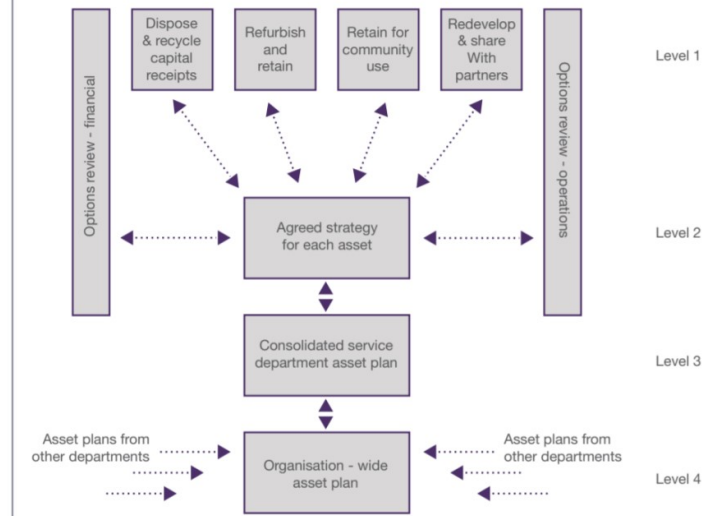 Dispose
& recycle
capital
receipts
Refurbish
and
retain
Retain for
community
use
Redevelop
& share
With
partners
Level 1
Options review - financial
Options review - operations
Agreed strategy
for each asset
Level 2
Consolidated service
department asset plan
Level 3
Asset plans from
other departments
Organisation - wide
asset plan
Asset plans from
other departments
Level 4